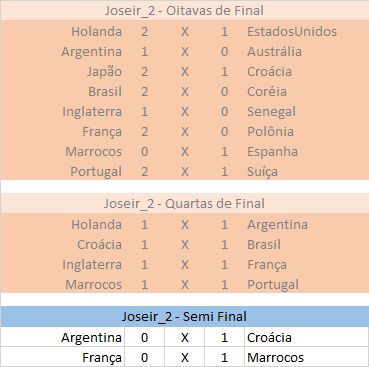 Joseir_2 - Oitavas de Final
Holanda 2 X 1 EstadosUnidos
Argentina 1 X 0 Austrália
Japão 2 X 1 Croácia
Brasil 2 X 0 Coréia
Inglaterra 1 X 0 Senegal
França 2 X 0 Polônia
Marrocos 0 X 1 Espanha
Portugal 2 X 1 Suíça
Joseir_2 - Quartas de Final
Holanda 1 X 1 Argentina
Croácia 1 X 1 Brasil
Inglaterra 1 X 1 França
Marrocos 1 X 1 Portugal
Joseir_2 - Semi Final
Argentina 0 X 1 Croácia
França 0 X 1 Marrocos